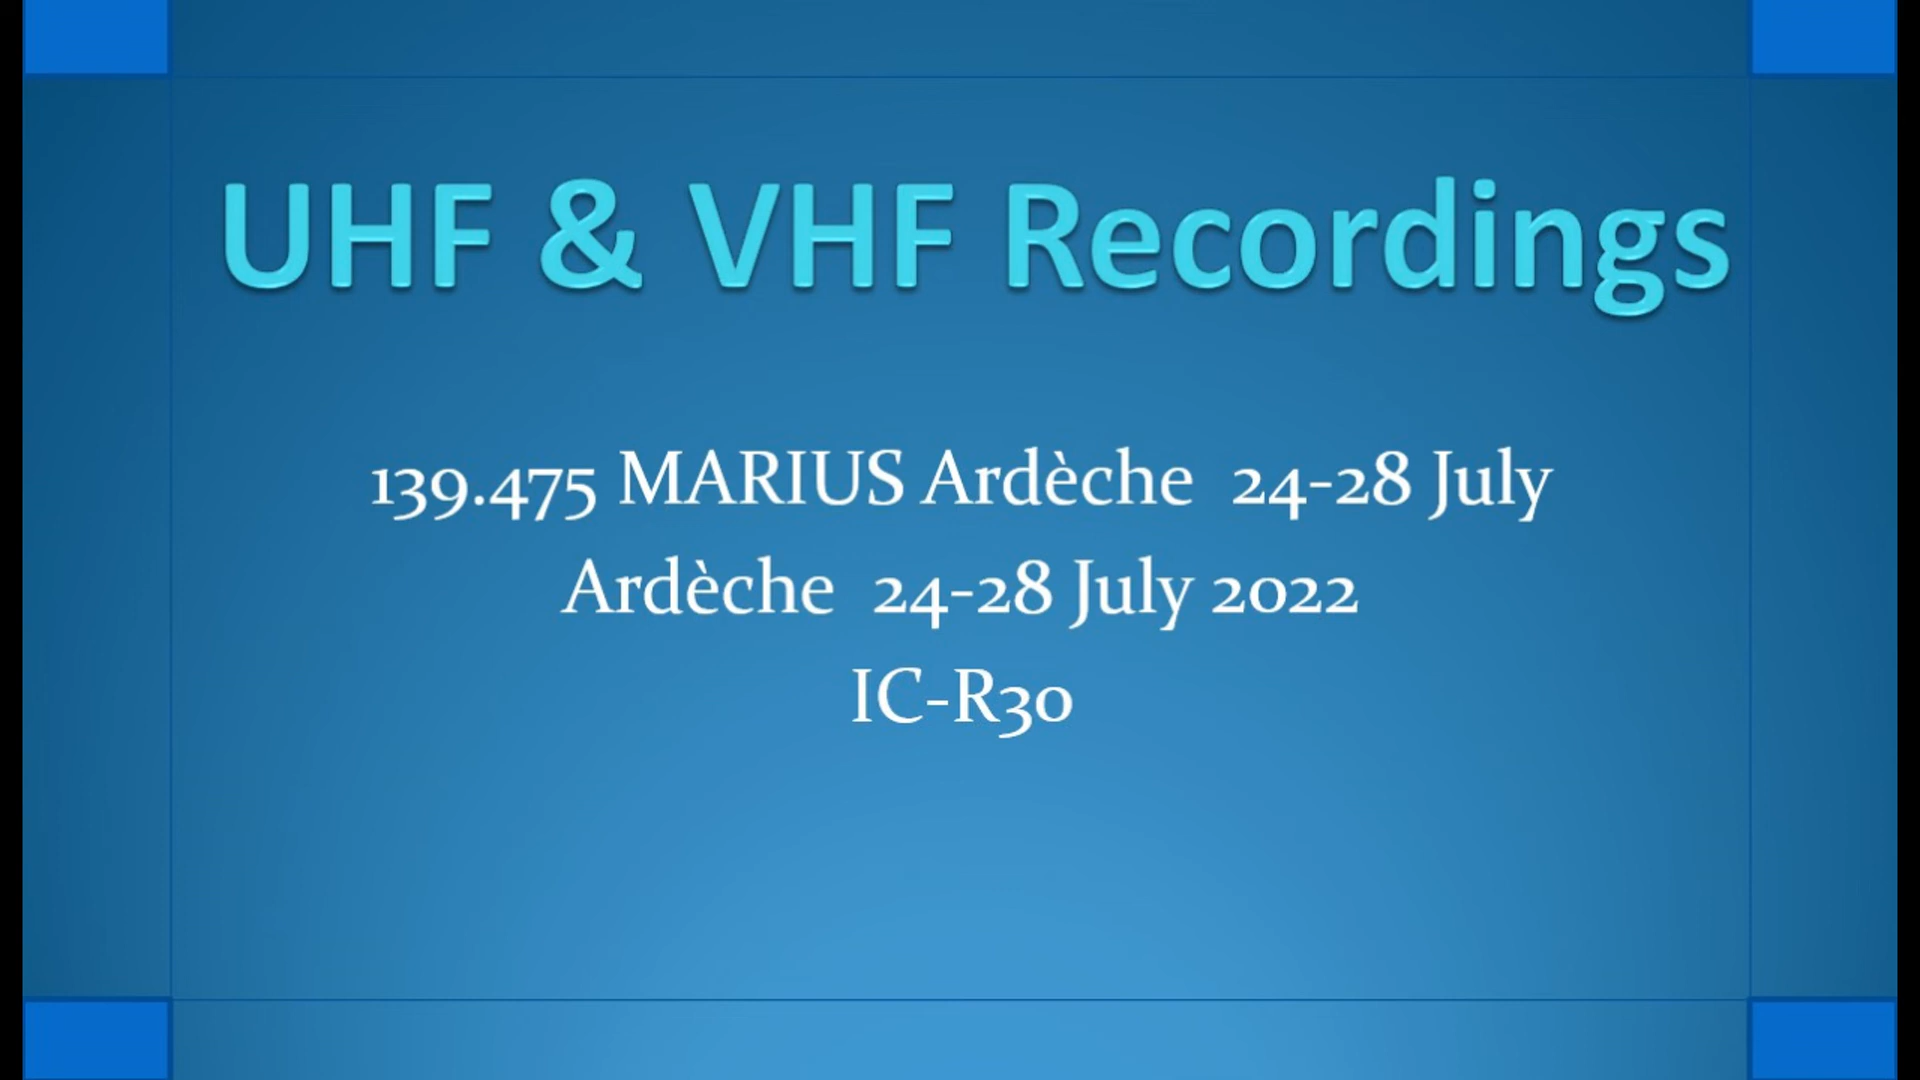 UHF & VHF Recordings
139.475 MARIUS Ardèche 24-28 July
Ardèche 24-28 July 2022
IC-R30